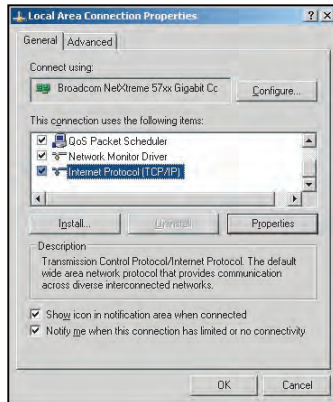 Local Area Connection Properties
General Advanced
Connect using:
Broadcom NetXtreme 57xx Gigabit Cc Configure...
This connection uses the following items:
QoS Packet Scheduler
Network Monitor Driver
Internet Protocol (TCP/IP)
Install... Uninstall Properties
Description
Transmission Control Protocol/Internet Protocol. The default
wide area network protocol that provides communication
across diverse interconnected networks.
Show icon in notification area when connected
Notify me when this connection has limited or no connectivity
OK Cancel